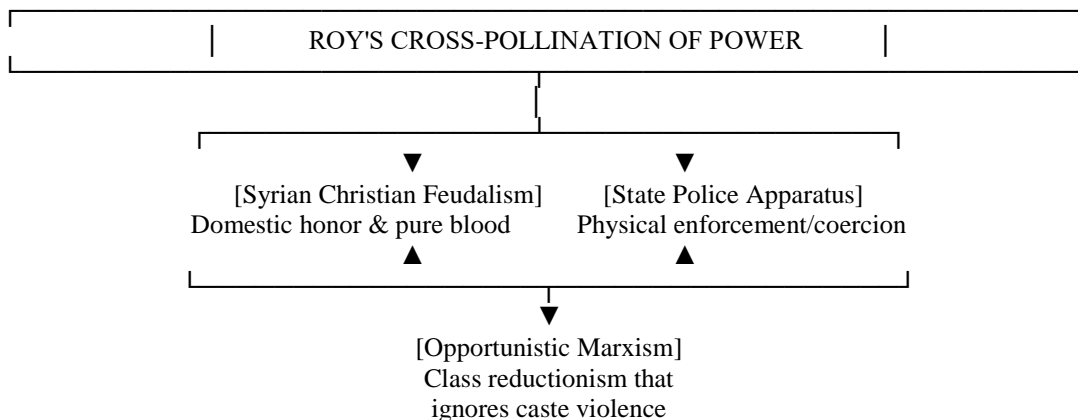 ROY'S CROSS-POLLINATION OF POWER
[Syrian Christian Feudalism] [State Police Apparatus]
Domestic honor & pure blood Physical enforcement/coercion
[Opportunistic Marxism]
Class reductionism that
ignores caste violence